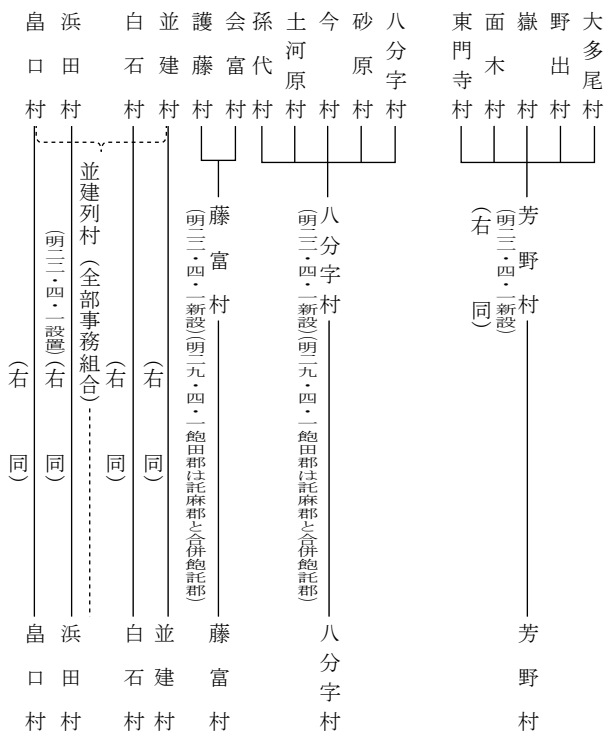 大多尾村
野出村
嶽村
面木村
東門寺村
芳野村
(明二二・四・一新設)
(右 同)
芳野村
八分字村
砂原村
今村
土河原村
孫代村
八分字村
(明二二・四・一新設)(明二九・四・一飽田郡は託麻郡と合併飽託郡)
八分字村
会富村
護藤村
藤富村
(明二二・四・一新設)(明二九・四・一飽田郡は託麻郡と合併飽託郡)
藤富村
並建村
(右 同)
並建村
白石村
(右 同)
白石村
並建列村(全部事務組合)
(明二二・四・一設置)
浜田村
(右 同)
浜田村
畠口村
(右 同)
畠口村